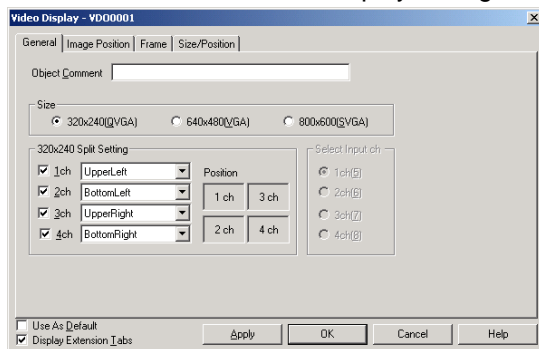 Video Display - VDO0001
General Image Position Frame Size/Position
Object Comment
Size
320x240(QVGA) 640x480(VGA) 800x600(SVGA)
320x240 Split Setting
1ch UpperLeft
2ch BottomLeft
3ch UpperRight
4ch BottomRight
Position
1 ch 3 ch
2 ch 4 ch
Select Input ch
1ch(5)
2ch(6)
3ch(7)
4ch(8)
Use As Default
Display Extension Tabs
Apply OK Cancel Help